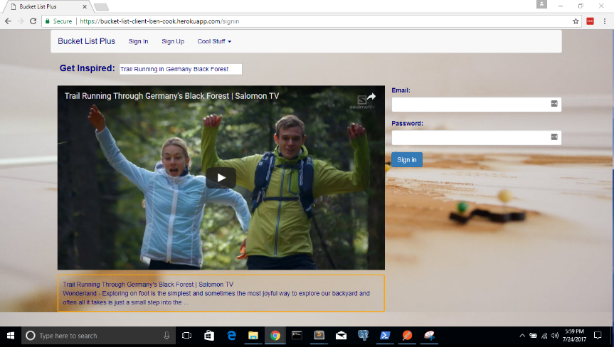 Bucket List Plus
Secure | https://bucket-list-client-ben-cook.herokuapp.com/signin
Bucket List Plus Sign In Sign Up Cool Stuff
Get Inspired: Trail Running in Germany Black Forest
Trail Running Through Germany's Black Forest | Salomon TV
Email:
Password:
Sign in
Trail Running Through Germany's Black Forest | Salomon TV
Wonderland - Exploring on foot is the simplest and sometimes the most joyful way to explore our backyard and
often all it takes is just a small step into the ...
Type here to search
5:59 PM
7/24/2017